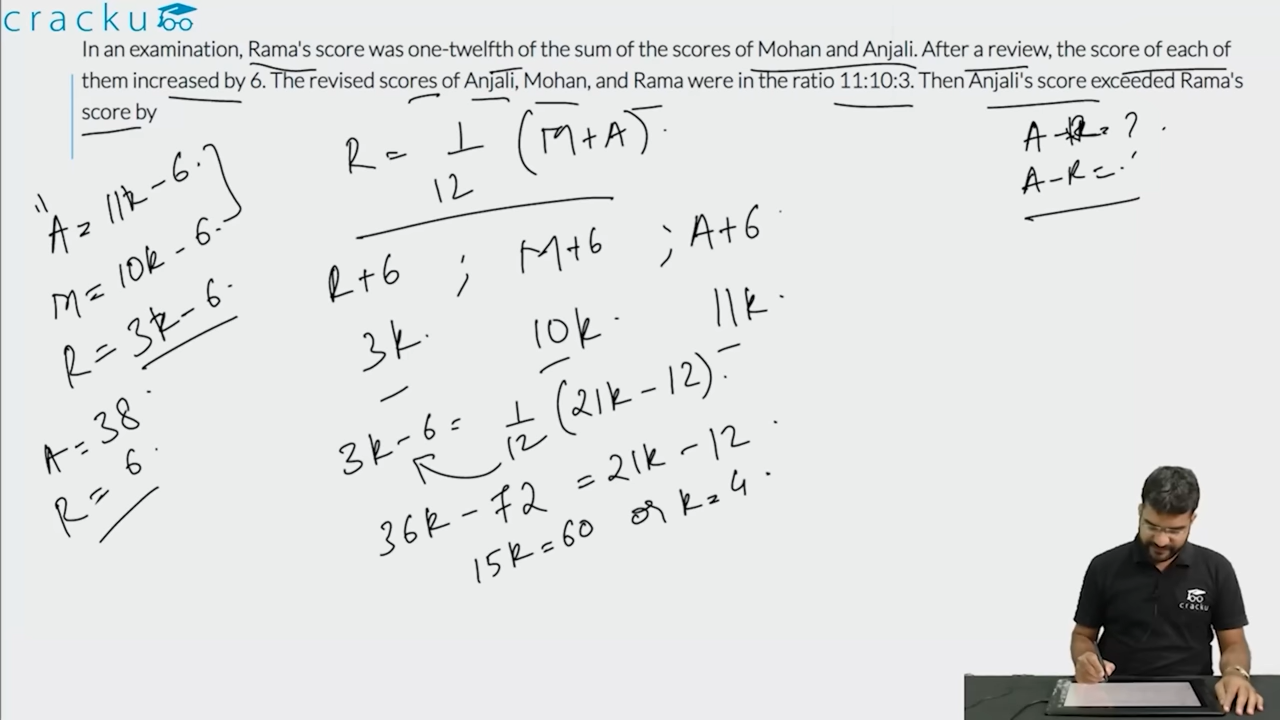 cracku
In an examination, Rama's score was one-twelfth of the sum of the scores of Mohan and Anjali. After a review, the score of each of
them increased by 6. The revised scores of Anjali, Mohan, and Rama were in the ratio 11:10:3. Then Anjali's score exceeded Rama's
score by
R = 1/12 (M+A)
R+6 ; M+6 ; A+6
3k 10k 11k
3k-6 = 1/12 (21k-12)
36k-72 = 21k-12
15k=60 or k=4
A= 11k-6
M= 10k-6
R= 3k-6
A=38
R= 6
A-R=?
A-R=?
cracku